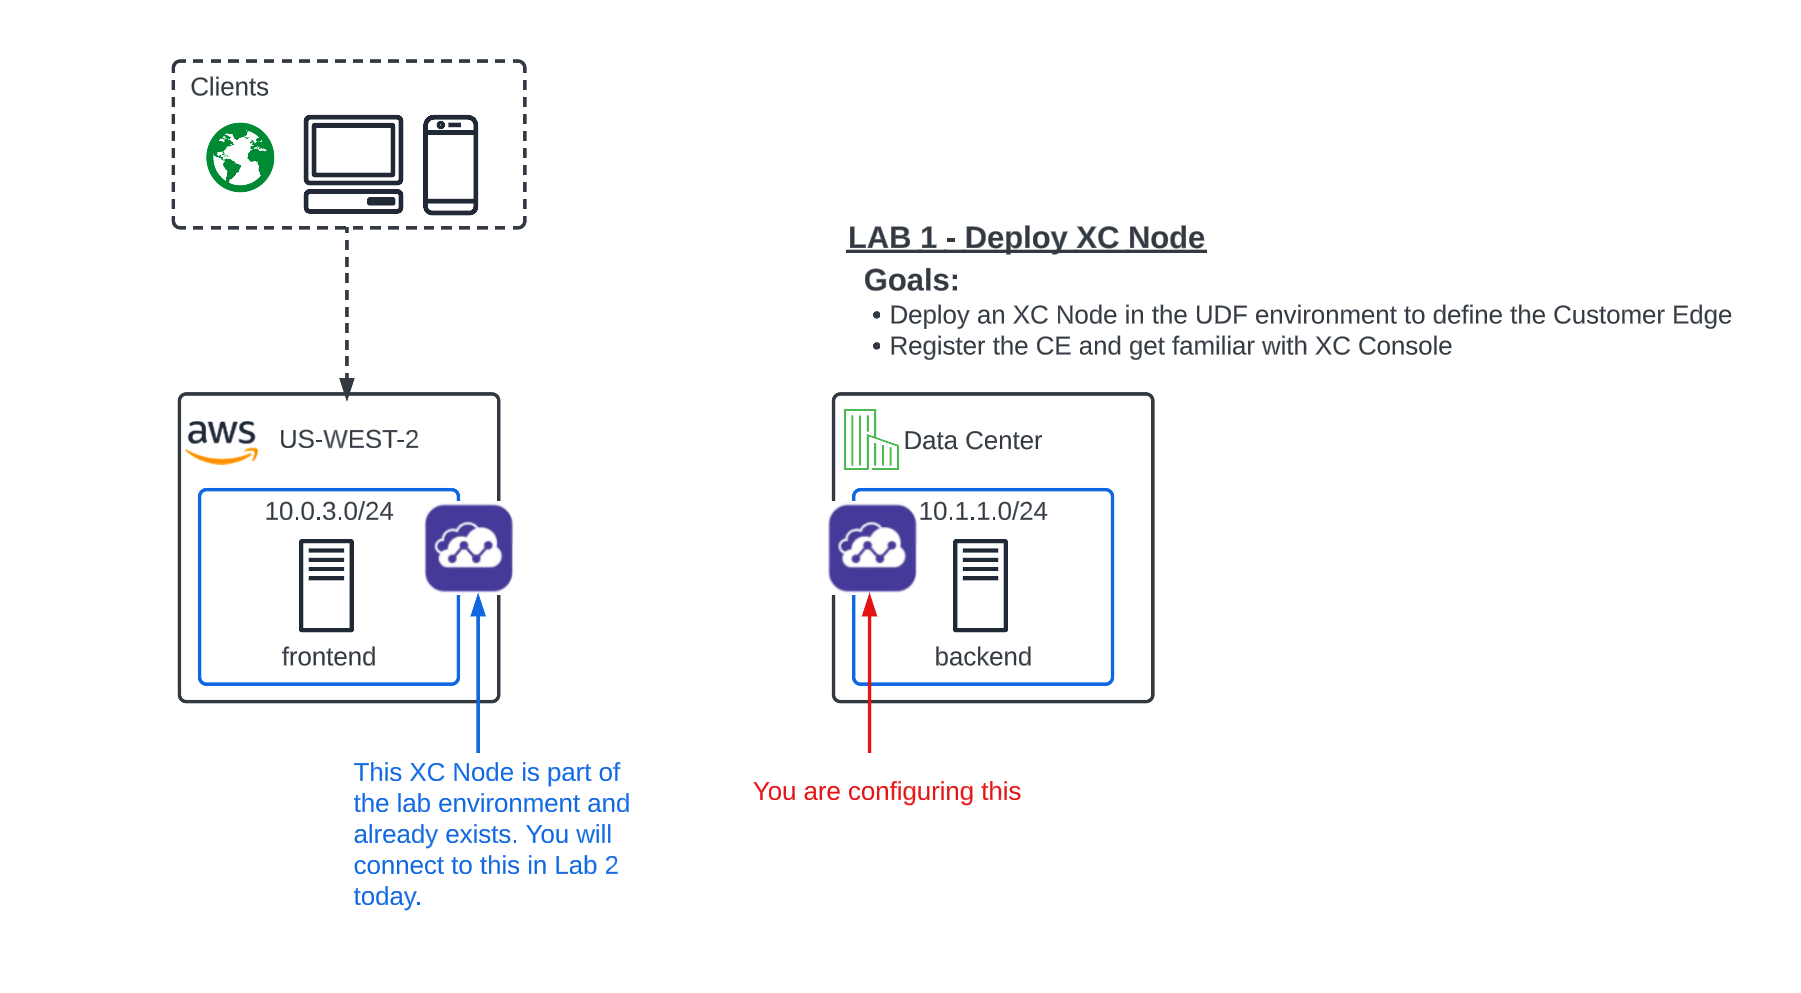 Clients
LAB 1 - Deploy XC Node
Goals:
• Deploy an XC Node in the UDF environment to define the Customer Edge
• Register the CE and get familiar with XC Console
aws
US-WEST-2
10.0.3.0/24
frontend
Data Center
10.1.1.0/24
backend
This XC Node is part of
the lab environment and
already exists. You will
connect to this in Lab 2
today.
You are configuring this